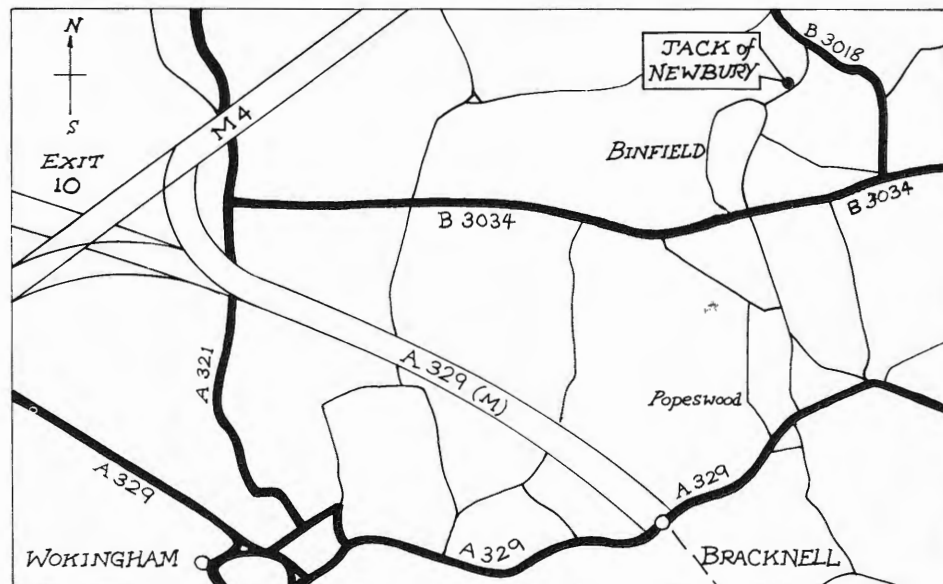 N
S
EXIT
10
M4
JACK of
NEWBURY
B 3018
BINFIELD
B 3034
B 3034
A 321
A 329 (M)
Popeswood
A 329
A 329
A 329
WOKINGHAM
BRACKNELL